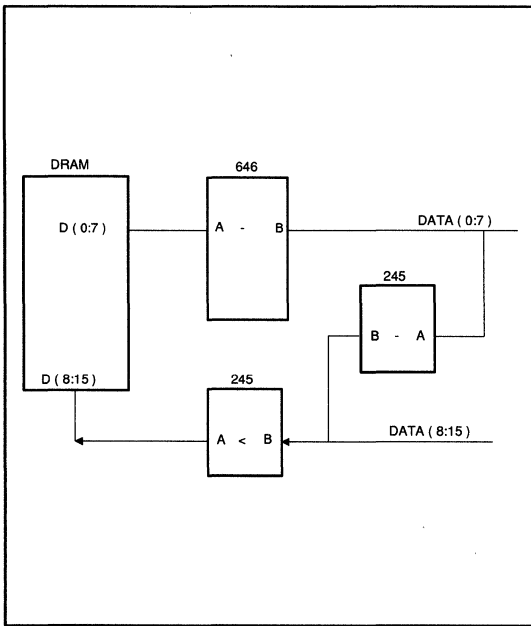 DRAM
646
D ( 0:7 )
A - B
DATA ( 0:7 )
245
B - A
D ( 8:15 )
245
A < B
DATA ( 8:15 )